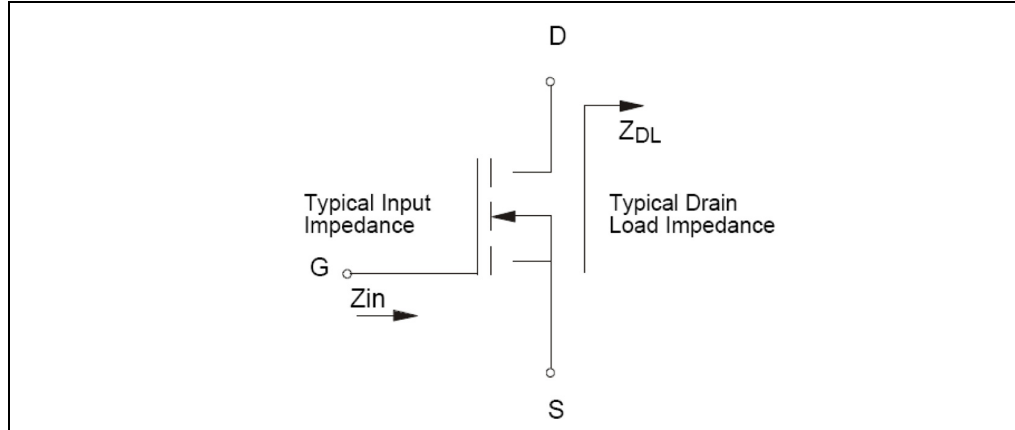 D
ZDL
Typical Input
Impedance
Typical Drain
Load Impedance
G
Zin
S